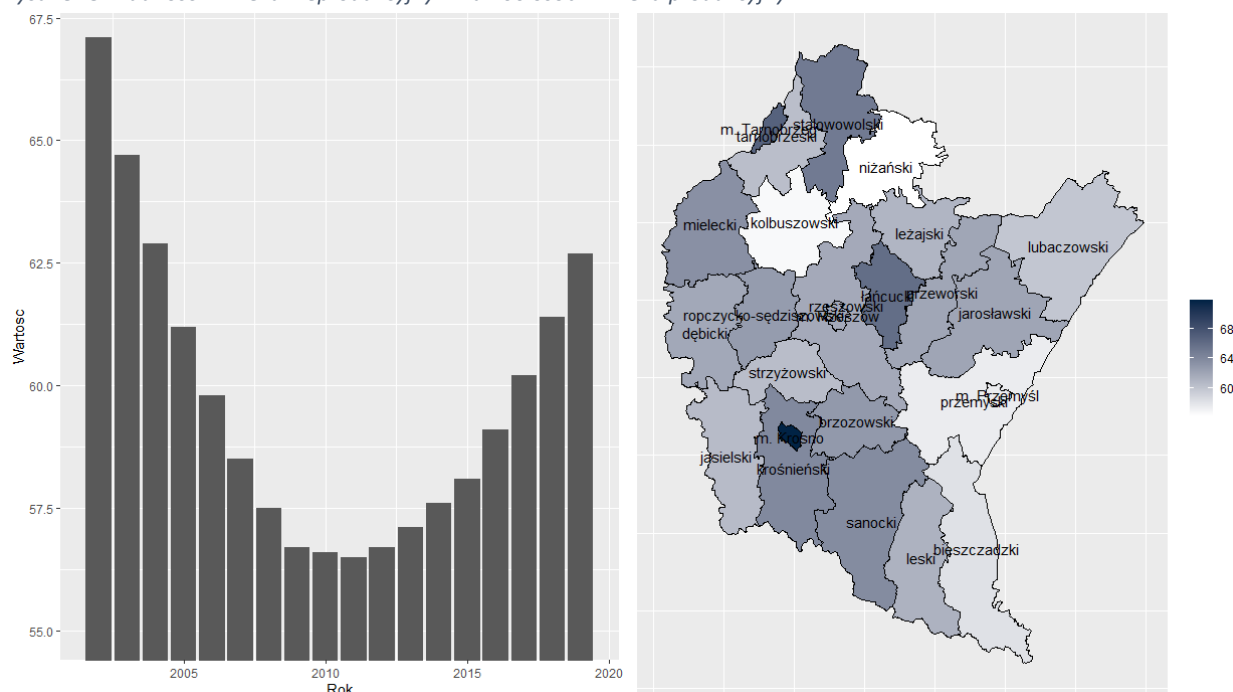 67.5
65.0
62.5
60.0
57.5
55.0
Wartosc
2005
2010
2015
2020
Rok
m. Tarnobrzeg
stalowowolski
tarnobrzeski
niżański
mielecki
kolbuszowski
leżajski
lubaczowski
łańcucki
przeworski
rzeszowski
ropczycko-sędziszowski
m. Rzeszów
jarosławski
dębicki
strzyżowski
m. Przemyśl
przemyski
brzozowski
m. Krosno
jasielski
krośnieński
sanocki
bieszczadzki
leski
68
64
60